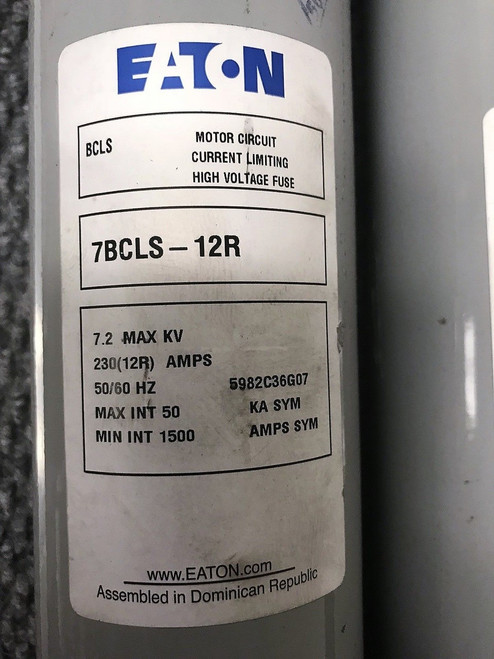 EATON
BCLS
MOTOR CIRCUIT
CURRENT LIMITING
HIGH VOLTAGE FUSE
7BCLS-12R
7.2 MAX KV
230(12R) AMPS
50/60 HZ 5982C36G07
MAX INT 50 KA SYM
MIN INT 1500 AMPS SYM
www.EATON.com
Assembled in Dominican Republic